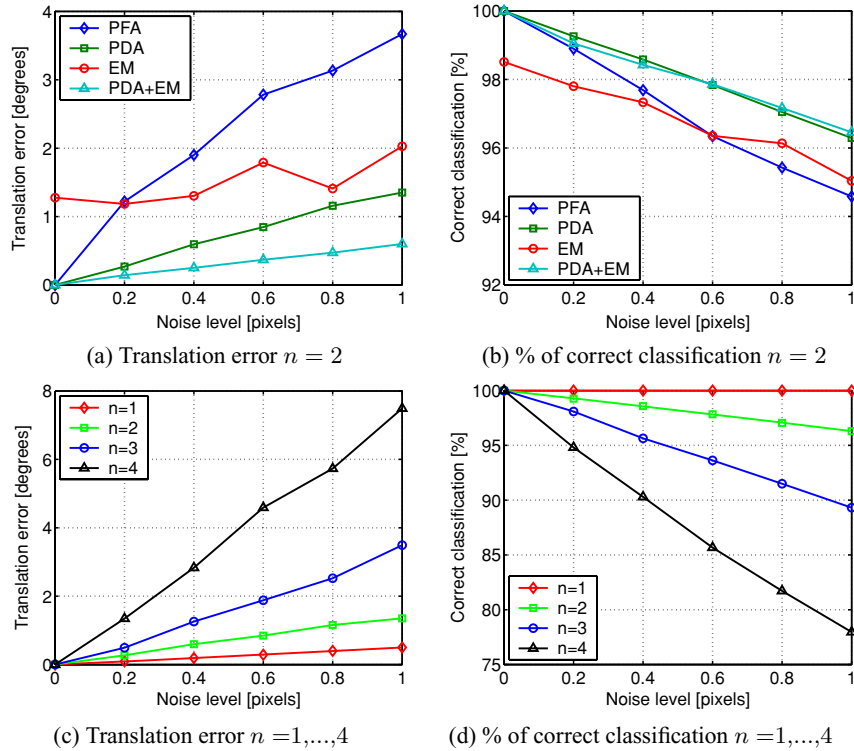 Translation error [degrees]
4
3
2
1
0
PFA
PDA
EM
PDA+EM
0 0.2 0.4 0.6 0.8 1
Noise level [pixels]
(a) Translation error n = 2
Correct classification [%]
100
98
96
94
92
PFA
PDA
EM
PDA+EM
0 0.2 0.4 0.6 0.8 1
Noise level [pixels]
(b) % of correct classification n = 2
Translation error [degrees]
8
6
4
2
0
n=1
n=2
n=3
n=4
0 0.2 0.4 0.6 0.8 1
Noise level [pixels]
(c) Translation error n =1,...,4
Correct classification [%]
100
95
90
85
80
75
n=1
n=2
n=3
n=4
0 0.2 0.4 0.6 0.8 1
Noise level [pixels]
(d) % of correct classification n =1,...,4